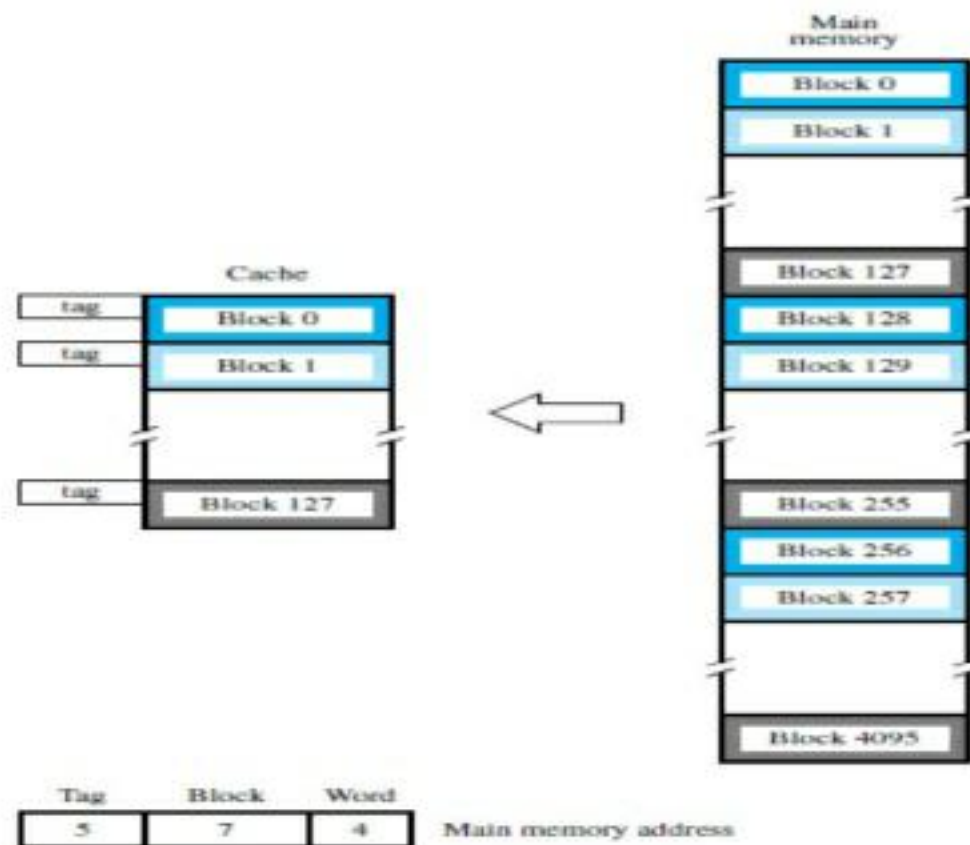 Main
memory
Block 0
Block 1
Block 127
Block 128
Block 129
Block 255
Block 256
Block 257
Block 4095
Cache
tag
Block 0
tag
Block 1
tag
Block 127
Tag Block Word
5 7 4 Main memory address